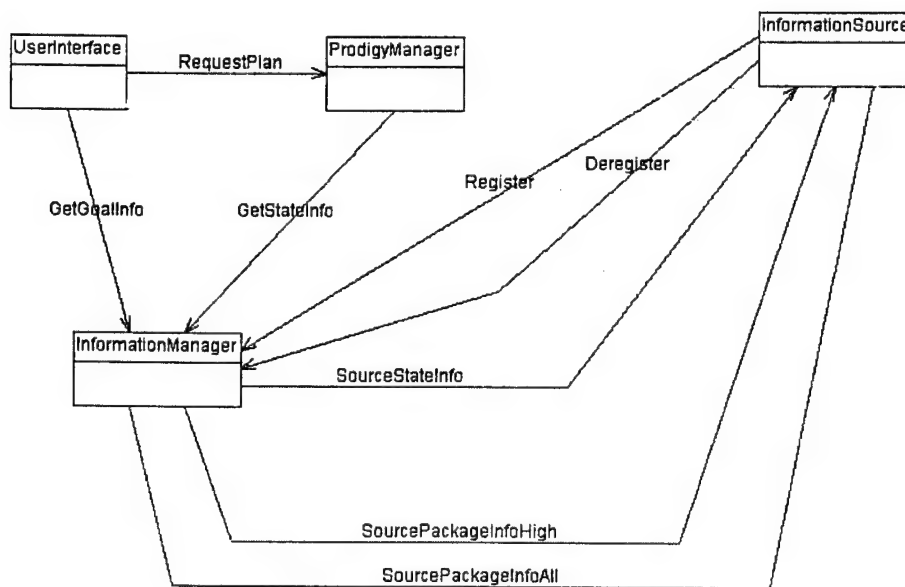 UserInterface
RequestPlan
ProdigyManager
InformationSource
Register
Deregister
GetGoalInfo
GetStateInfo
InformationManager
SourceStateInfo
SourcePackageInfoHigh
SourcePackageInfoAll